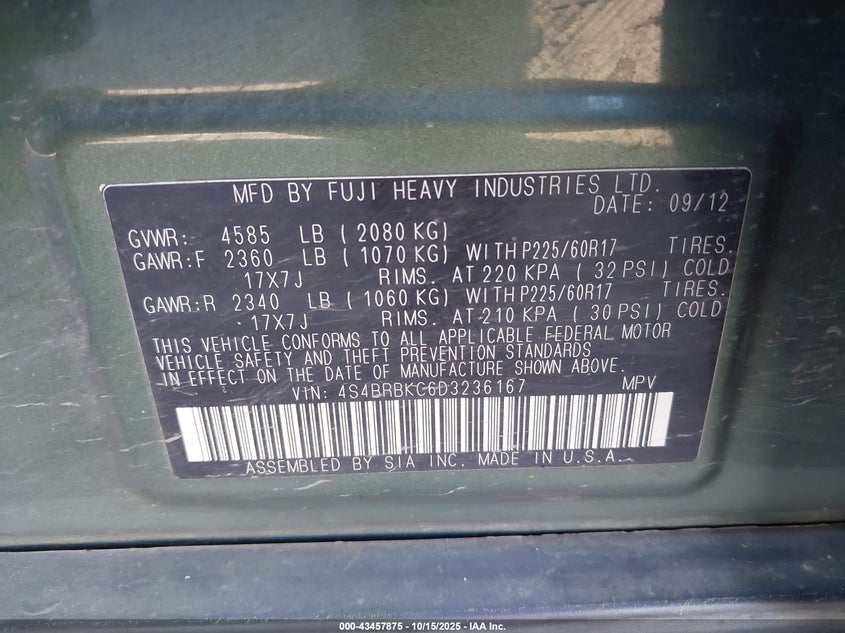 MFD BY FUJI HEAVY INDUSTRIES LTD.
DATE: 09/12
GVWR: 4585 LB ( 2080 KG)
GAWR:F 2360 LB ( 1070 KG) WITH P225/60R17 TIRES.
17X7J RIMS. AT 220 KPA ( 32 PSI) COLD
GAWR:R 2340 LB ( 1060 KG) WITH P225/60R17 TIRES.
17X7J RIMS. AT 210 KPA ( 30 PSI) COLD
THIS VEHICLE CONFORMS TO ALL APPLICABLE FEDERAL MOTOR
VEHICLE SAFETY AND THEFT PREVENTION STANDARDS
IN EFFECT ON THE DATE OF MANUFACTURE SHOWN ABOVE.
VIN: 4S4BRBKC6D3236167 MPV
ASSEMBLED BY SIA INC. MADE IN U.S.A.
000-43457875 - 10/15/2025 - IAA Inc.